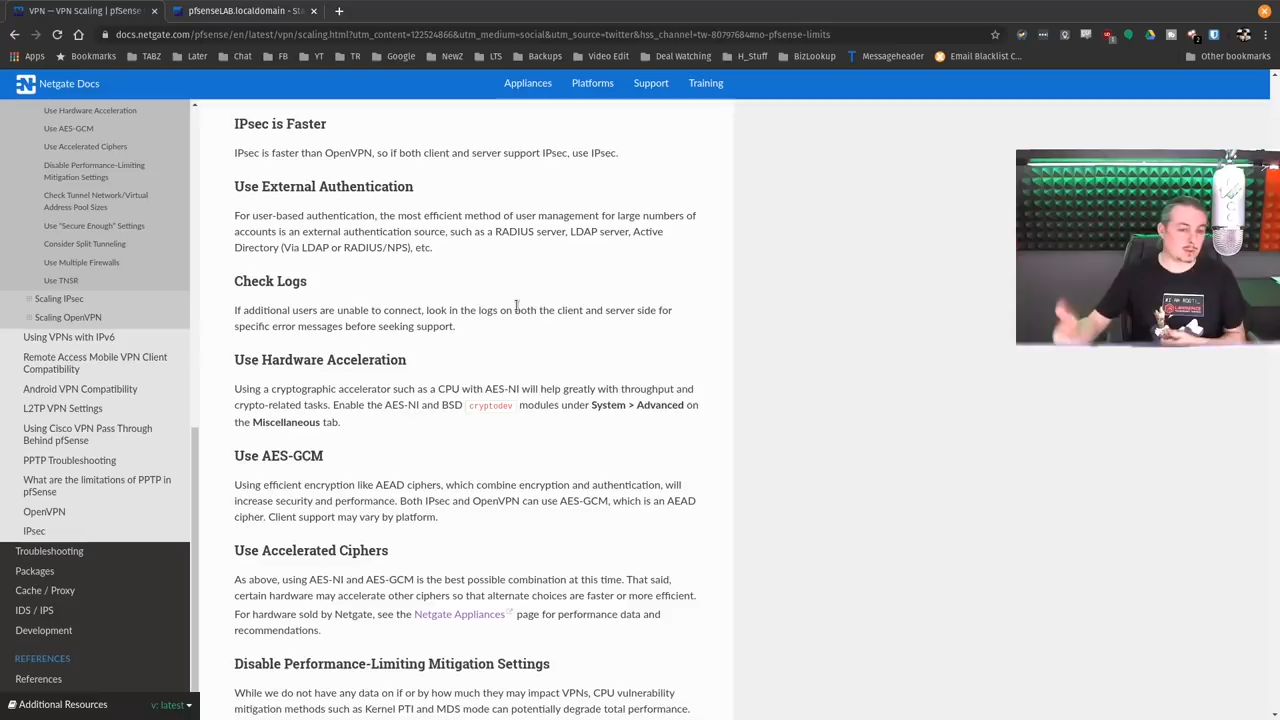 VPN — VPN Scaling | pfSense
pfsenseLAB.localdomain - Sta
docs.netgate.com/pfsense/en/latest/vpn/scaling.html?utm_content=122524866&utm_medium=social&utm_source=twitter&hss_channel=tw-80797684#no-pfsense-limits
Apps Bookmarks TABZ Later Chat FB YT TR Google NewZ LTS Backups Video Edit Deal Watching H_Stuff BizLookup Messageheader Email Blacklist C... Other bookmarks
Netgate Docs
Appliances Platforms Support Training
Use Hardware Acceleration
Use AES-GCM
Use Accelerated Ciphers
Disable Performance-Limiting
Mitigation Settings
Check Tunnel Network/Virtual
Address Pool Sizes
Use “Secure Enough” Settings
Consider Split Tunneling
Use Multiple Firewalls
Use TNSR
Scaling IPsec
Scaling OpenVPN
Using VPNs with IPv6
Remote Access Mobile VPN Client
Compatibility
Android VPN Compatibility
L2TP VPN Settings
Using Cisco VPN Pass Through
Behind pfSense
PPTP Troubleshooting
What are the limitations of PPTP in
pfSense
OpenVPN
IPsec
Troubleshooting
Packages
Cache / Proxy
IDS / IPS
Development
REFERENCES
References
Additional Resources v: latest
IPsec is Faster
IPsec is faster than OpenVPN, so if both client and server support IPsec, use IPsec.
Use External Authentication
For user-based authentication, the most efficient method of user management for large numbers of
accounts is an external authentication source, such as a RADIUS server, LDAP server, Active
Directory (Via LDAP or RADIUS/NPS), etc.
Check Logs
If additional users are unable to connect, look in the logs on both the client and server side for
specific error messages before seeking support.
Use Hardware Acceleration
Using a cryptographic accelerator such as a CPU with AES-NI will help greatly with throughput and
crypto-related tasks. Enable the AES-NI and BSD cryptodev modules under System > Advanced on
the Miscellaneous tab.
Use AES-GCM
Using efficient encryption like AEAD ciphers, which combine encryption and authentication, will
increase security and performance. Both IPsec and OpenVPN can use AES-GCM, which is an AEAD
cipher. Client support may vary by platform.
Use Accelerated Ciphers
As above, using AES-NI and AES-GCM is the best possible combination at this time. That said,
certain hardware may accelerate other ciphers so that alternate choices are faster or more efficient.
For hardware sold by Netgate, see the Netgate Appliances page for performance data and
recommendations.
Disable Performance-Limiting Mitigation Settings
While we do not have any data on if or by how much they may impact VPNs, CPU vulnerability
mitigation methods such as Kernel PTI and MDS mode can potentially degrade total performance.
I AM ROOT